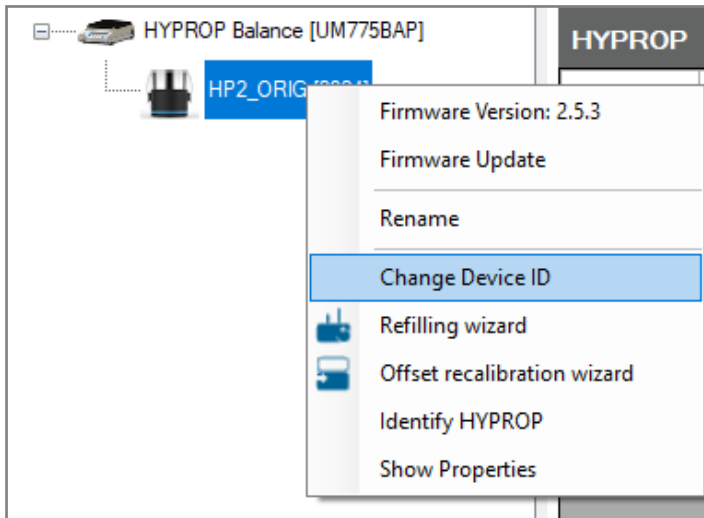 HYPROP Balance [UM775BAP]
HYPROP
HP2_ORIG
Firmware Version: 2.5.3
Firmware Update
Rename
Change Device ID
Refilling wizard
Offset recalibration wizard
Identify HYPROP
Show Properties